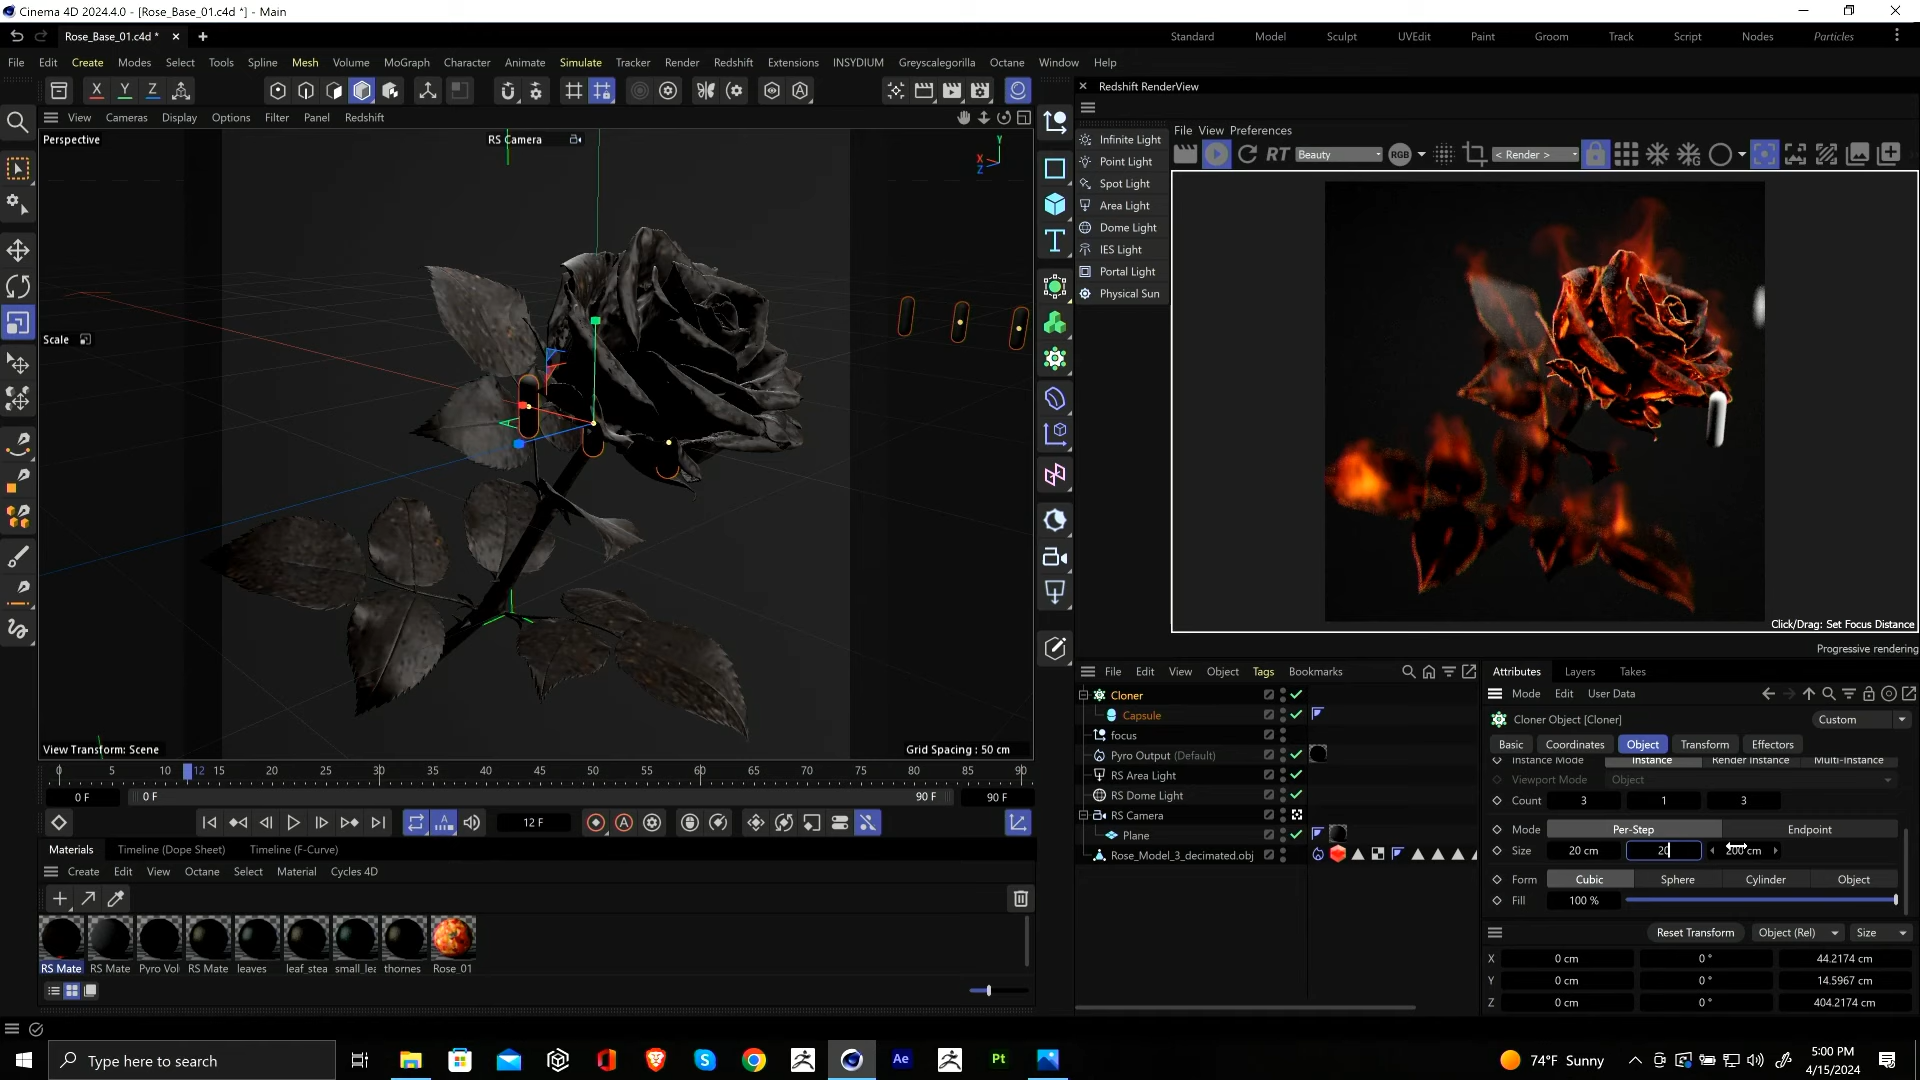 Cinema 4D 2024.4.0 - [Rose_Base_01.c4d *] - Main
Rose_Base_01.c4d *
Standard Model Sculpt UVEdit Paint Groom Track Script Nodes Particles
File Edit Create Modes Select Tools Spline Mesh Volume MoGraph Character Animate Simulate Tracker Render Redshift Extensions INSYDIUM Greyscalegorilla Octane Window Help
X Y Z
Redshift RenderView
View Cameras Display Options Filter Panel Redshift
File View Preferences
RT Beauty RGB < Render >
Perspective
RS Camera
Y
X
Z
Infinite Light
Point Light
Spot Light
Area Light
Dome Light
IES Light
Portal Light
Physical Sun
Scale
Click/Drag: Set Focus Distance
Progressive rendering
View Transform: Scene
Grid Spacing : 50 cm
0 5 10 12 15 20 25 30 35 40 45 50 55 60 65 70 75 80 85 90
0 F 0 F 90 F 90 F
12 F
File Edit View Object Tags Bookmarks
Cloner
Capsule
focus
Pyro Output (Default)
RS Area Light
RS Dome Light
RS Camera
Plane
Rose_Model_3_decimated.obj
Attributes Layers Takes
Mode Edit User Data
Cloner Object [Cloner]
Custom
Basic Coordinates Object Transform Effectors
Instance Mode Instance Render Instance Multi-Instance
Viewport Mode Object
Count 3 1 3
Mode Per-Step Endpoint
Size 20 cm 20 200 cm
Form Cubic Sphere Cylinder Object
Fill 100 %
Reset Transform Object (Rel) Size
X 0 cm 0 ° 44.2174 cm
Y 0 cm 0 ° 14.5967 cm
Z 0 cm 0 ° 404.2174 cm
Materials Timeline (Dope Sheet) Timeline (F-Curve)
Create Edit View Octane Select Material Cycles 4D
RS Mate RS Mate Pyro Vol RS Mate leaves leaf_stea small_lea thornes Rose_01
Type here to search
Ae
Pt
74°F Sunny
5:00 PM
4/15/2024